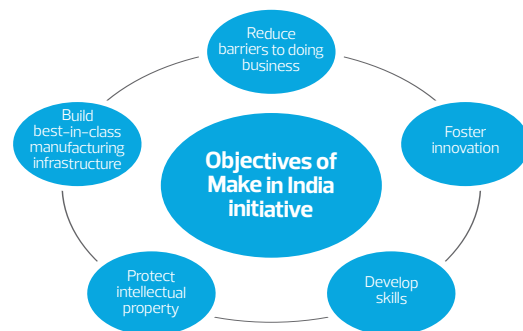 Reduce
barriers to doing
business
Build
best-in-class
manufacturing
infrastructure
Foster
innovation
Objectives of
Make in India
initiative
Protect
intellectual
property
Develop
skills